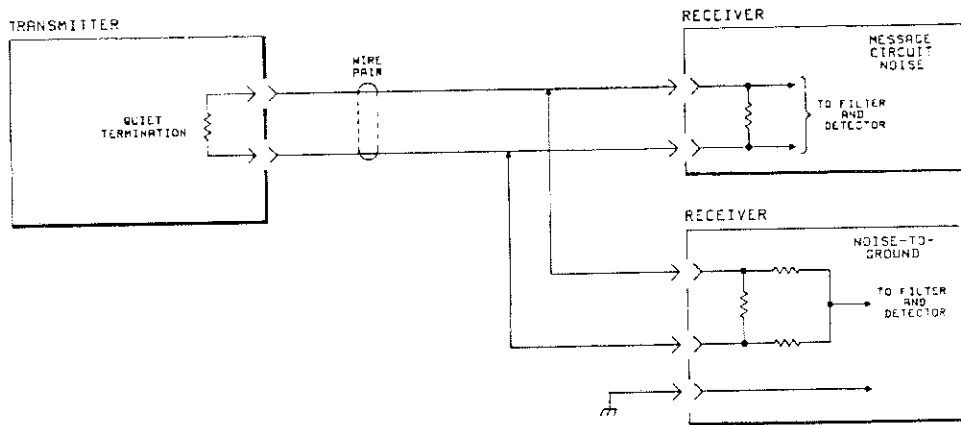 TRANSMITTER
QUIET
TERMINATION
WIRE
PAIR
RECEIVER
MESSAGE
CIRCUIT
NOISE
TO FILTER
AND
DETECTOR
RECEIVER
NOISE-TO-
GROUND
TO FILTER
AND
DETECTOR